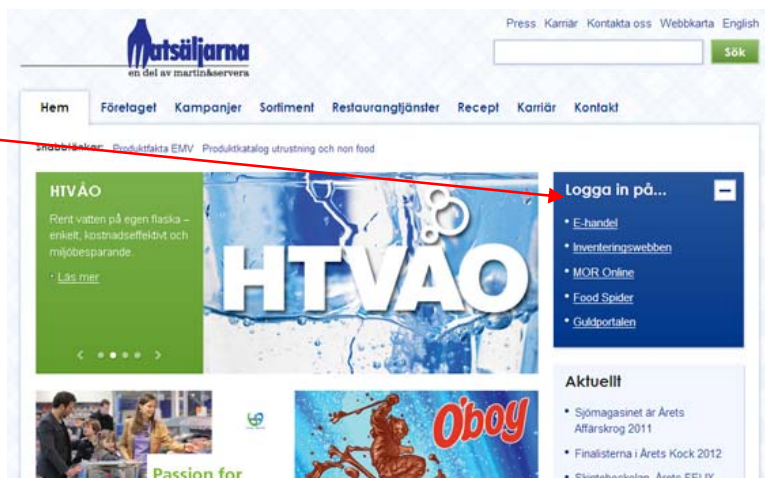 Press Karriär Kontakta oss Webbkarta English
Matsäljarna
en del av martin&servera
Sök
Hem Företaget Kampanjer Sortiment Restaurangtjänster Recept Karriär Kontakt
Snabblänkar: Produktfakta EMV Produktkatalog utrustning och non food
HTVÅO
Rent vatten på egen flaska –
enkelt, kostnadseffektivt och
miljöbesparande.
Läs mer
HTVÅO
Logga in på...
E-handel
Inventeringswebben
MOR Online
Food Spider
Guldportalen
Passion for
O'boy
Aktuellt
Sjömagasinet är Årets
Affärskrog 2011
Finalisterna i Årets Kock 2012